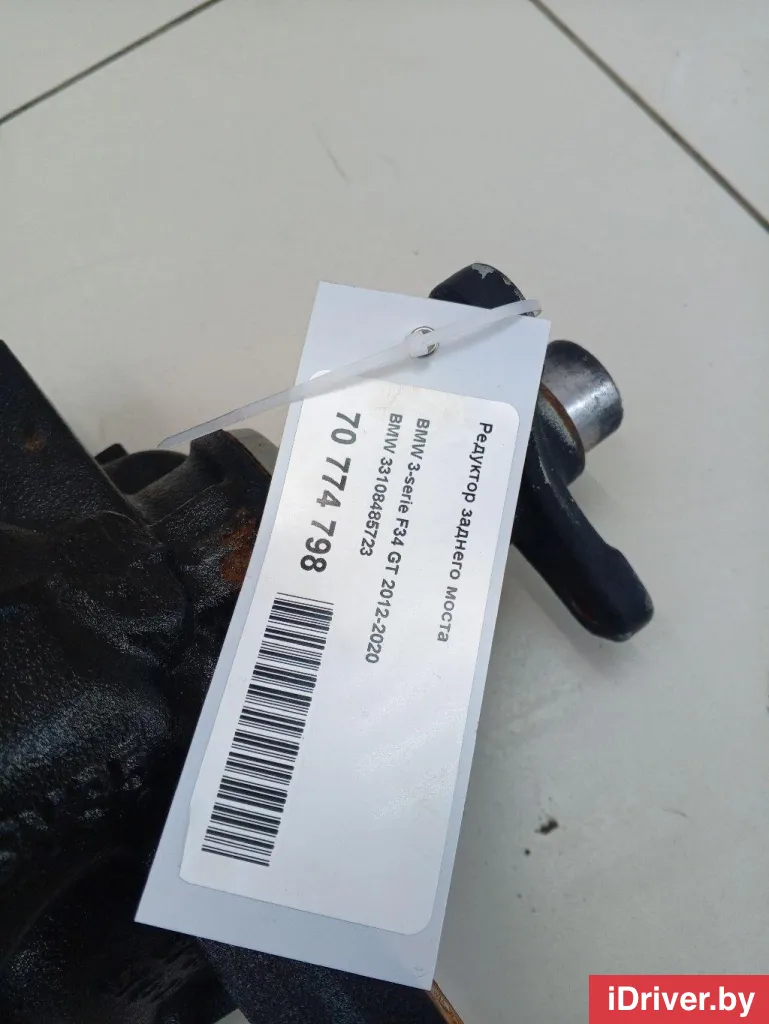 Редуктор заднего моста
BMW 3-serie F34 GT 2012-2020
BMW 33108485723
70 774 798
iDriver.by